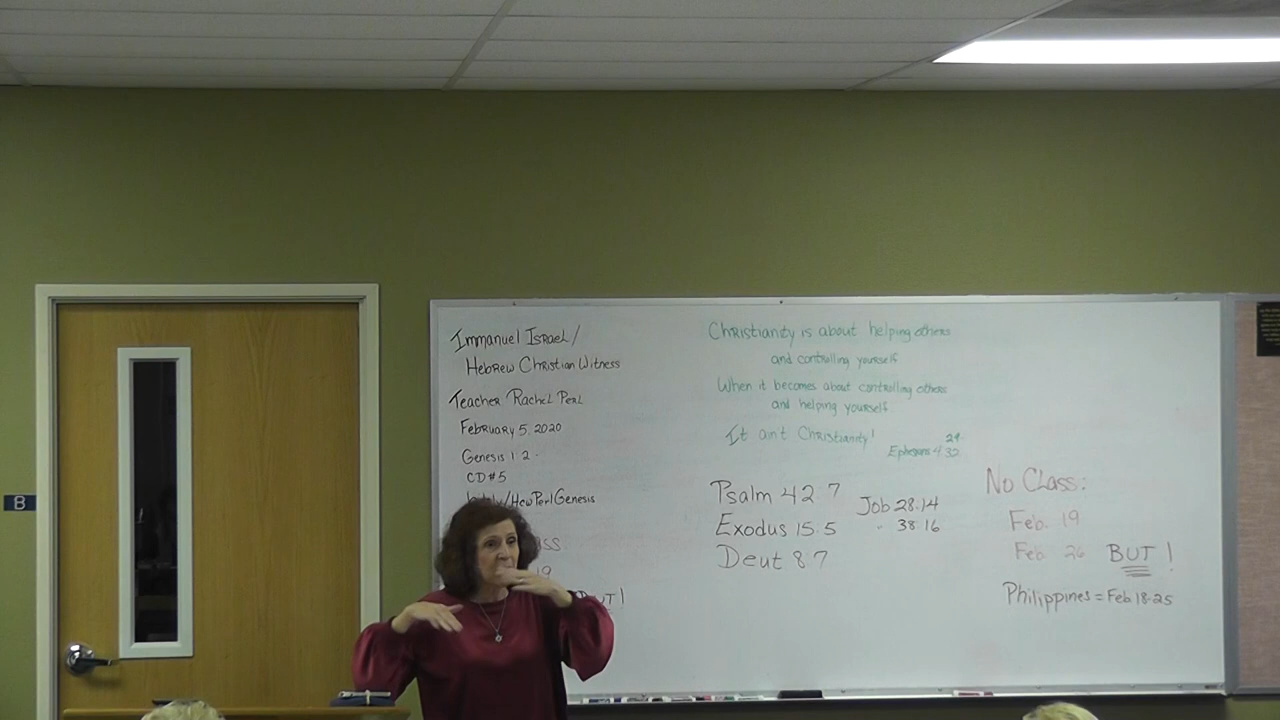 Immanuel Israel/
Hebrew Christian Witness
Teacher Rachel Perl
February 5, 2020
Genesis 1 2
CD#5
/HcwPerlGenesis
BUT!
Christianity is about helping others
and controlling yourself
When it becomes about controlling others
and helping yourself
It ain't Christianity!
Ephesians 4 29
32
Psalm 42 7
Exodus 15 5
Deut 8 7
Job 28.14
38 16
No Class:
Feb. 19
Feb 26 BUT!
Philippines = Feb 18-25
B